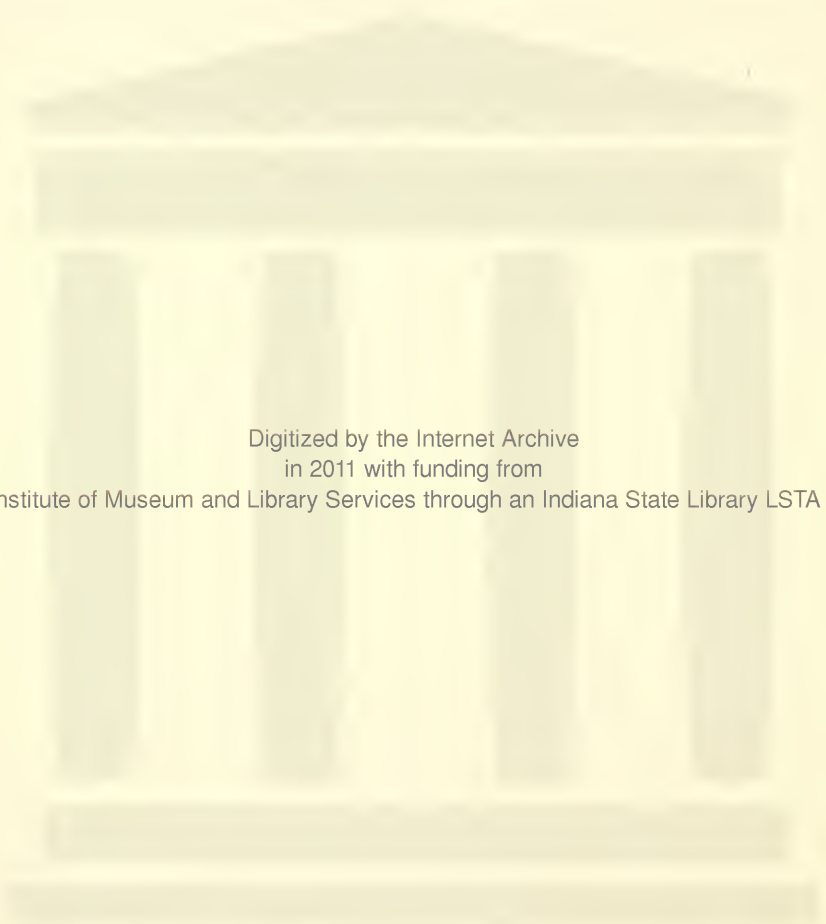 Digitized by the Internet Archive
in 2011 with funding from
of Museum and Library Services through an Indiana State Library LSTA